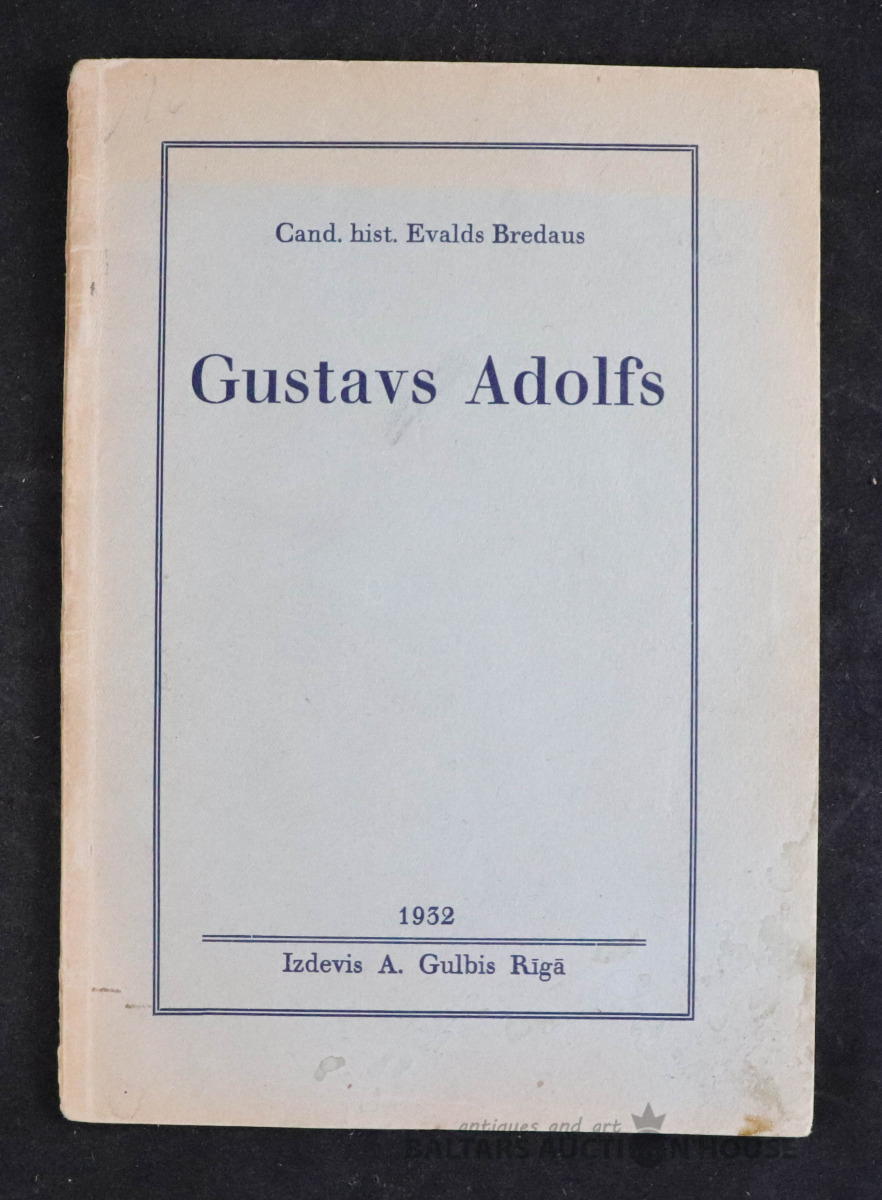 Cand. hist. Evalds Bredaus
Gustavs Adolfs
1932
Izdevis A. Gulbis Rīgā
antiques and art
BALTARS AUCTION HOUSE